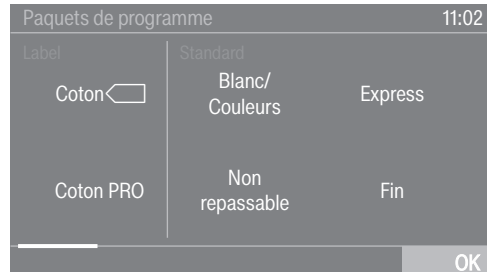 Paquets de programme 11:02
Label
Standard
Coton
Blanc/
Couleurs
Express
Coton PRO
Non
repassable
Fin
OK